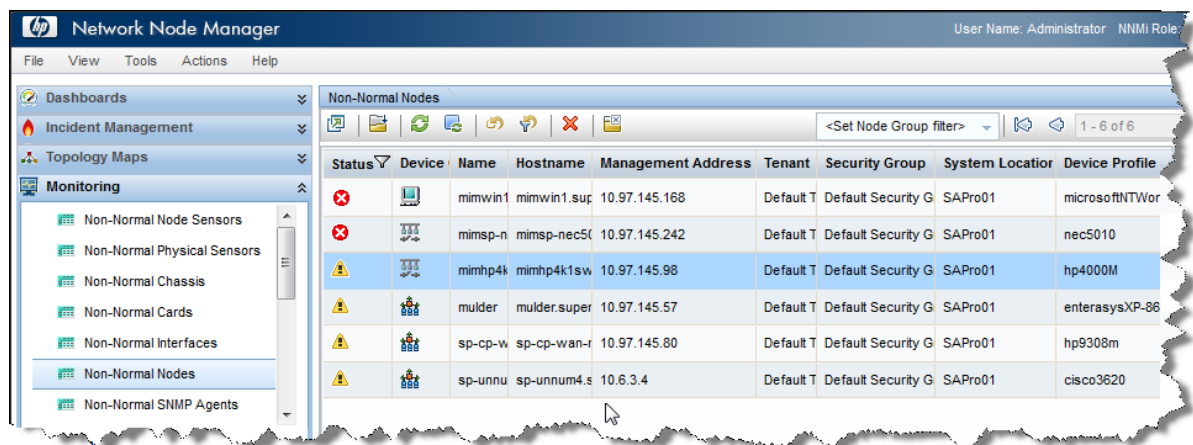 hp Network Node Manager
User Name: Administrator NNMi Role:
File View Tools Actions Help
Dashboards
Incident Management
Topology Maps
Monitoring
Non-Normal Node Sensors
Non-Normal Physical Sensors
Non-Normal Chassis
Non-Normal Cards
Non-Normal Interfaces
Non-Normal Nodes
Non-Normal SNMP Agents
Non-Normal Nodes
<Set Node Group filter> 1 - 6 of 6
Status Device Name Hostname Management Address Tenant Security Group System Location Device Profile
mimwin1 mimwin1.sup 10.97.145.168 Default T Default Security G SAPro01 microsoftNTWor
mimsp-n mimsp-nec50 10.97.145.242 Default T Default Security G SAPro01 nec5010
mimhp4k mimhp4k1sw 10.97.145.98 Default T Default Security G SAPro01 hp4000M
mulder mulder.super 10.97.145.57 Default T Default Security G SAPro01 enterasysXP-86
sp-cp-w sp-cp-wan-r 10.97.145.80 Default T Default Security G SAPro01 hp9308m
sp-unnu sp-unnum4.s 10.6.3.4 Default T Default Security G SAPro01 cisco3620